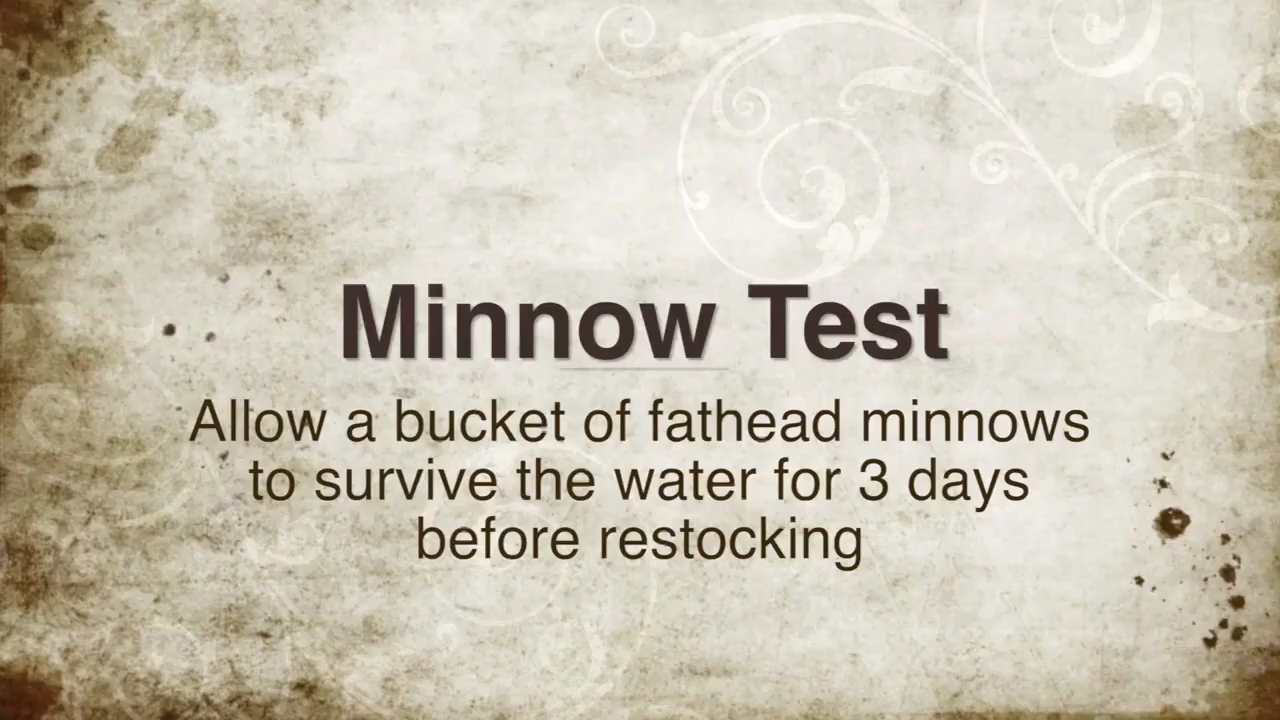 Minnow Test
Allow a bucket of fathead minnows
to survive the water for 3 days
before restocking